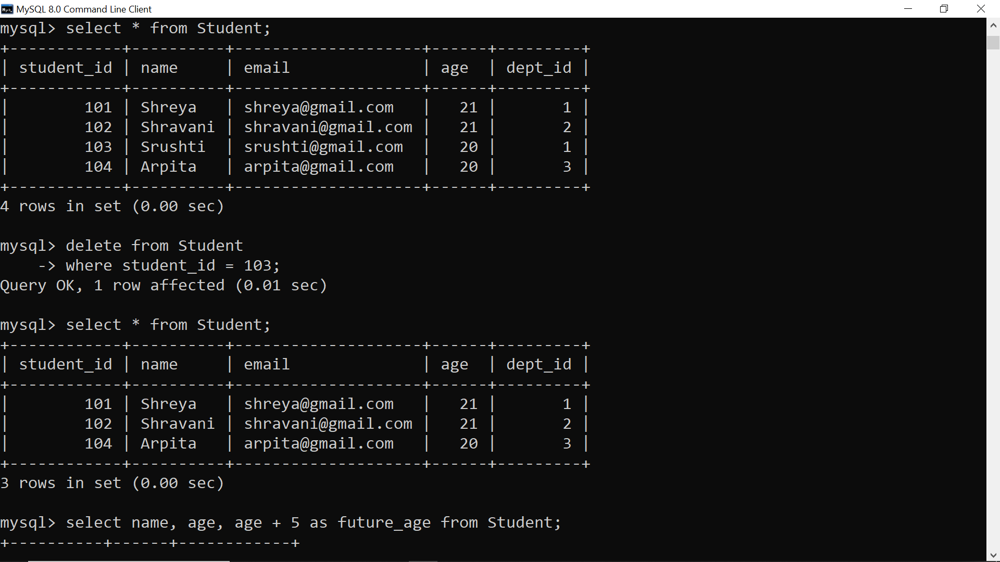 MySQL 8.0 Command Line Client
mysql> select * from Student;
+------------+----------+--------------------+------+---------+
| student_id | name     | email              | age  | dept_id |
+------------+----------+--------------------+------+---------+
|        101 | Shreya   | shreya@gmail.com   |   21 |       1 |
|        102 | Shravani | shravani@gmail.com |   21 |       2 |
|        103 | Srushti  | srushti@gmail.com  |   20 |       1 |
|        104 | Arpita   | arpita@gmail.com   |   20 |       3 |
+------------+----------+--------------------+------+---------+
4 rows in set (0.00 sec)

mysql> delete from Student
    -> where student_id = 103;
Query OK, 1 row affected (0.01 sec)

mysql> select * from Student;
+------------+----------+--------------------+------+---------+
| student_id | name     | email              | age  | dept_id |
+------------+----------+--------------------+------+---------+
|        101 | Shreya   | shreya@gmail.com   |   21 |       1 |
|        102 | Shravani | shravani@gmail.com |   21 |       2 |
|        104 | Arpita   | arpita@gmail.com   |   20 |       3 |
+------------+----------+--------------------+------+---------+
3 rows in set (0.00 sec)

mysql> select name, age, age + 5 as future_age from Student;
+----------+------+------------+